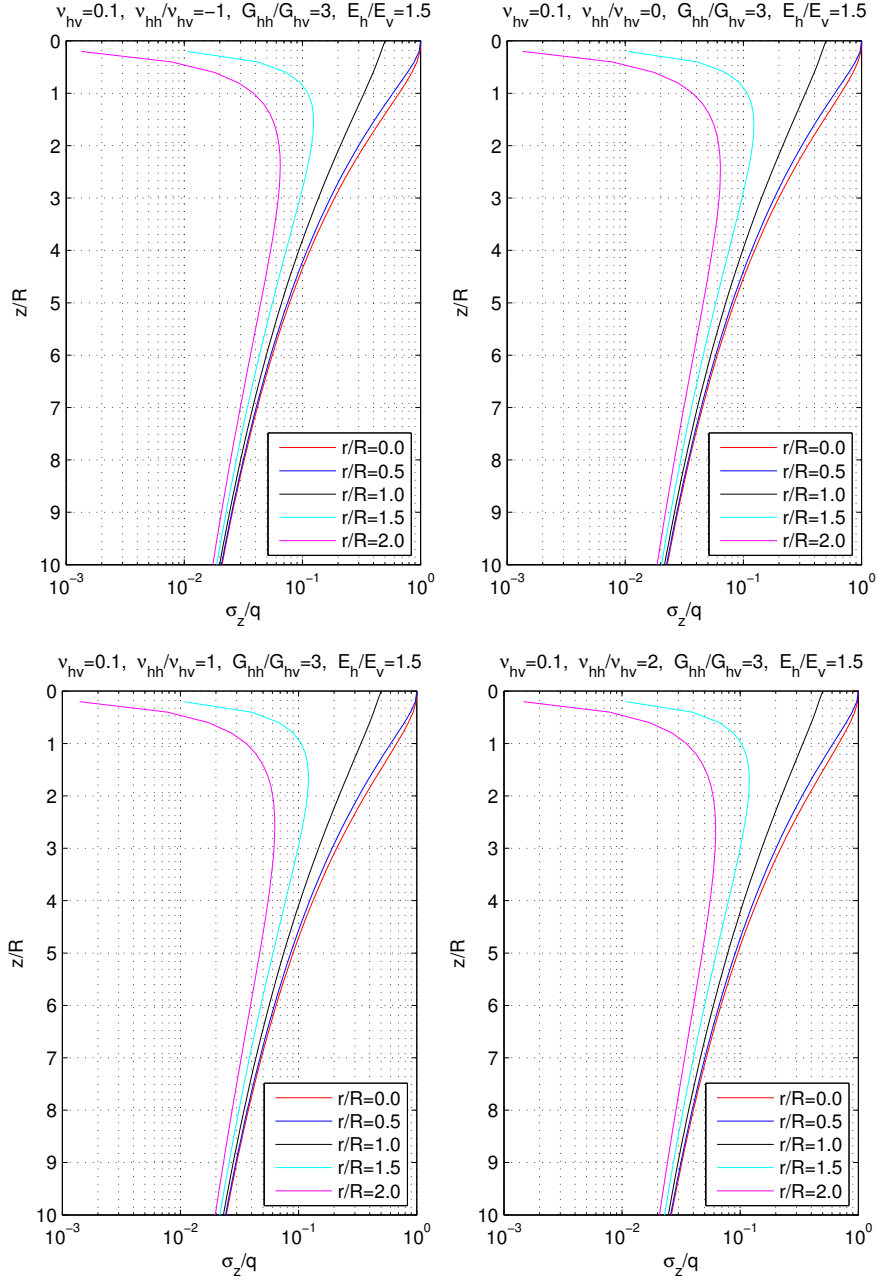 ν_hv=0.1, ν_hh/ν_hv=−1, G_hh/G_hv=3, E_h/E_v=1.5
0
1
2
3
4
5
6
7
8
9
10
z/R
r/R=0.0
r/R=0.5
r/R=1.0
r/R=1.5
r/R=2.0
10⁻³ 10⁻² 10⁻¹ 10⁰
σ_z/q
ν_hv=0.1, ν_hh/ν_hv=0, G_hh/G_hv=3, E_h/E_v=1.5
0
1
2
3
4
5
6
7
8
9
10
z/R
r/R=0.0
r/R=0.5
r/R=1.0
r/R=1.5
r/R=2.0
10⁻³ 10⁻² 10⁻¹ 10⁰
σ_z/q
ν_hv=0.1, ν_hh/ν_hv=1, G_hh/G_hv=3, E_h/E_v=1.5
0
1
2
3
4
5
6
7
8
9
10
z/R
r/R=0.0
r/R=0.5
r/R=1.0
r/R=1.5
r/R=2.0
10⁻³ 10⁻² 10⁻¹ 10⁰
σ_z/q
ν_hv=0.1, ν_hh/ν_hv=2, G_hh/G_hv=3, E_h/E_v=1.5
0
1
2
3
4
5
6
7
8
9
10
z/R
r/R=0.0
r/R=0.5
r/R=1.0
r/R=1.5
r/R=2.0
10⁻³ 10⁻² 10⁻¹ 10⁰
σ_z/q